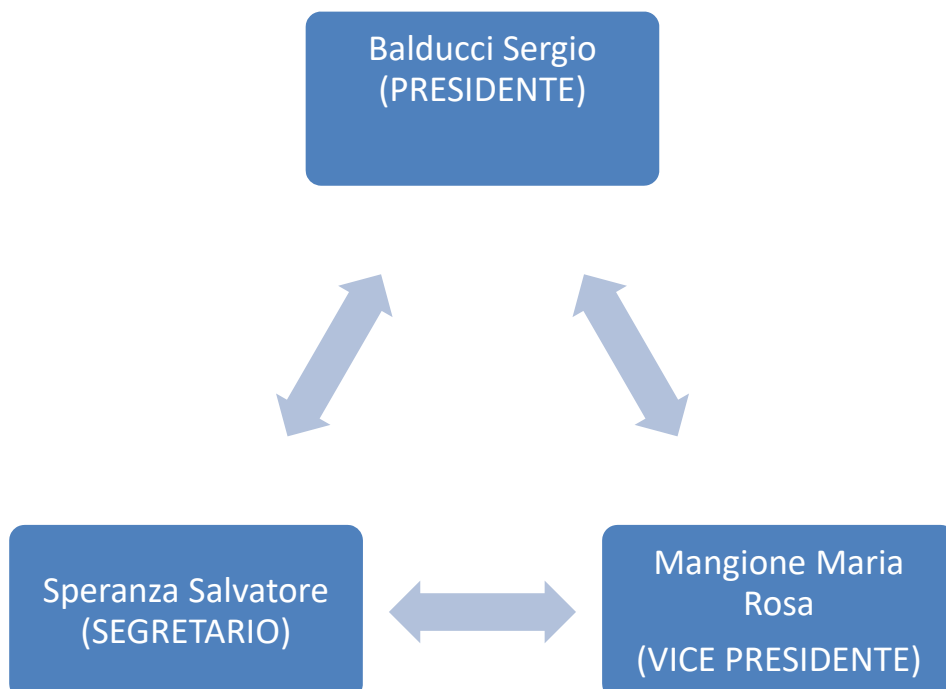 Balducci Sergio
(PRESIDENTE)
Speranza Salvatore
(SEGRETARIO)
Mangione Maria
Rosa
(VICE PRESIDENTE)